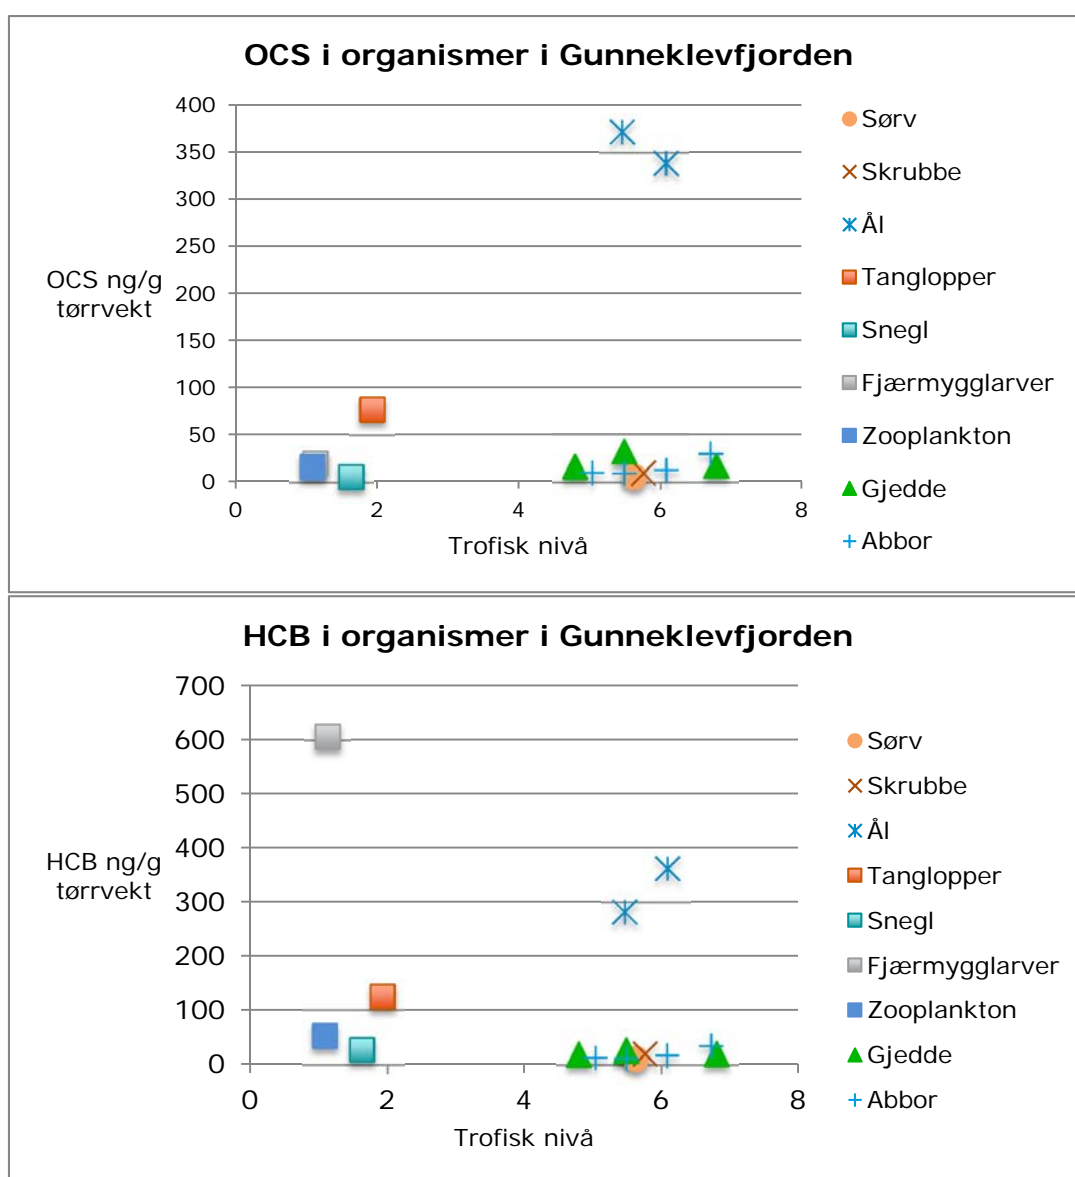 OCS i organismer i Gunneklevfjorden
400
350
300
250
200
150
100
50
0
OCS ng/g
tørrvekt
0 2 4 6 8
Trofisk nivå
Sørv
Skrubbe
Ål
Tanglopper
Snegl
Fjærmygglarver
Zooplankton
Gjedde
Abbor
HCB i organismer i Gunneklevfjorden
700
600
500
400
300
200
100
0
HCB ng/g
tørrvekt
0 2 4 6 8
Trofisk nivå
Sørv
Skrubbe
Ål
Tanglopper
Snegl
Fjærmygglarver
Zooplankton
Gjedde
Abbor